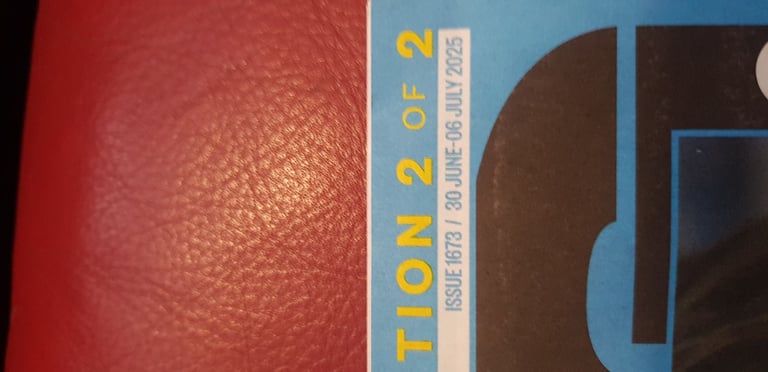 TION 2 OF 2
ISSUE 1673 / 30 JUNE-06 JULY 2025